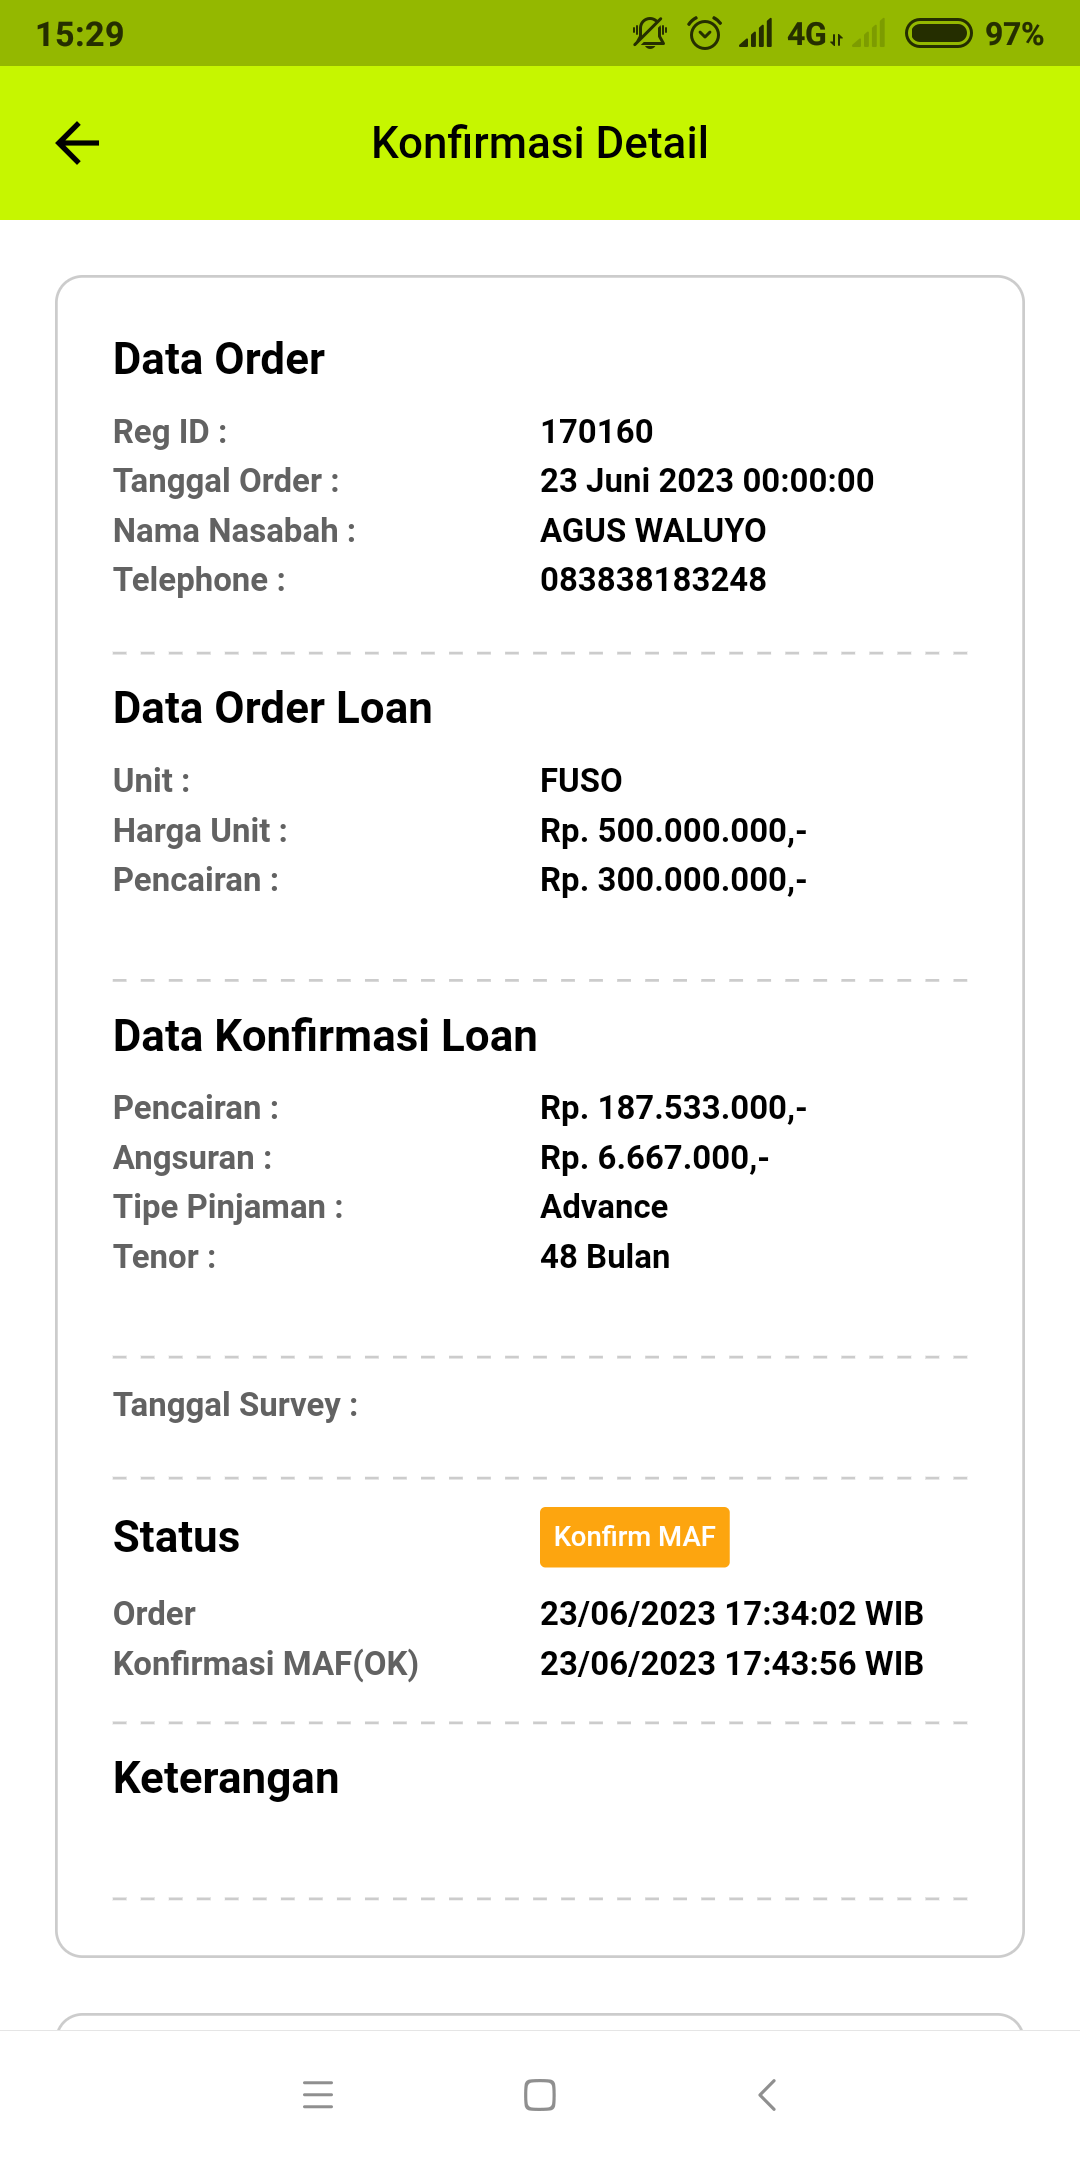 15:29 4G 97%
Konfirmasi Detail
Data Order
Reg ID : 170160
Tanggal Order : 23 Juni 2023 00:00:00
Nama Nasabah : AGUS WALUYO
Telephone : 083838183248
Data Order Loan
Unit : FUSO
Harga Unit : Rp. 500.000.000,-
Pencairan : Rp. 300.000.000,-
Data Konfirmasi Loan
Pencairan : Rp. 187.533.000,-
Angsuran : Rp. 6.667.000,-
Tipe Pinjaman : Advance
Tenor : 48 Bulan
Tanggal Survey :
Status Konfirm MAF
Order 23/06/2023 17:34:02 WIB
Konfirmasi MAF(OK) 23/06/2023 17:43:56 WIB
Keterangan